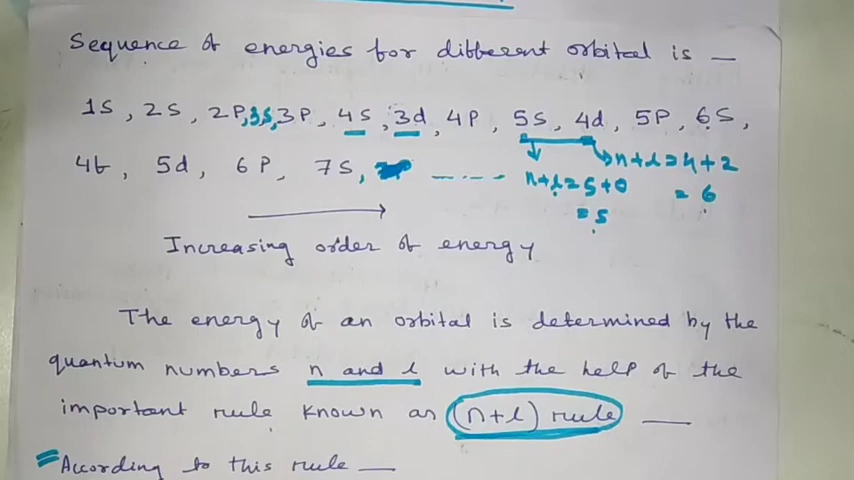 Sequence of energies for different orbital is —
1S, 2S, 2P, 3S, 3P, 4S, 3d, 4P, 5S, 4d, 5P, 6S,
4f, 5d, 6P, 7S, -----
n+l=5+0
=5
n+l=4+2
=6
Increasing order of energy
The energy of an orbital is determined by the
quantum numbers n and l with the help of the
important rule known as (n+l) rule —
According to this rule —